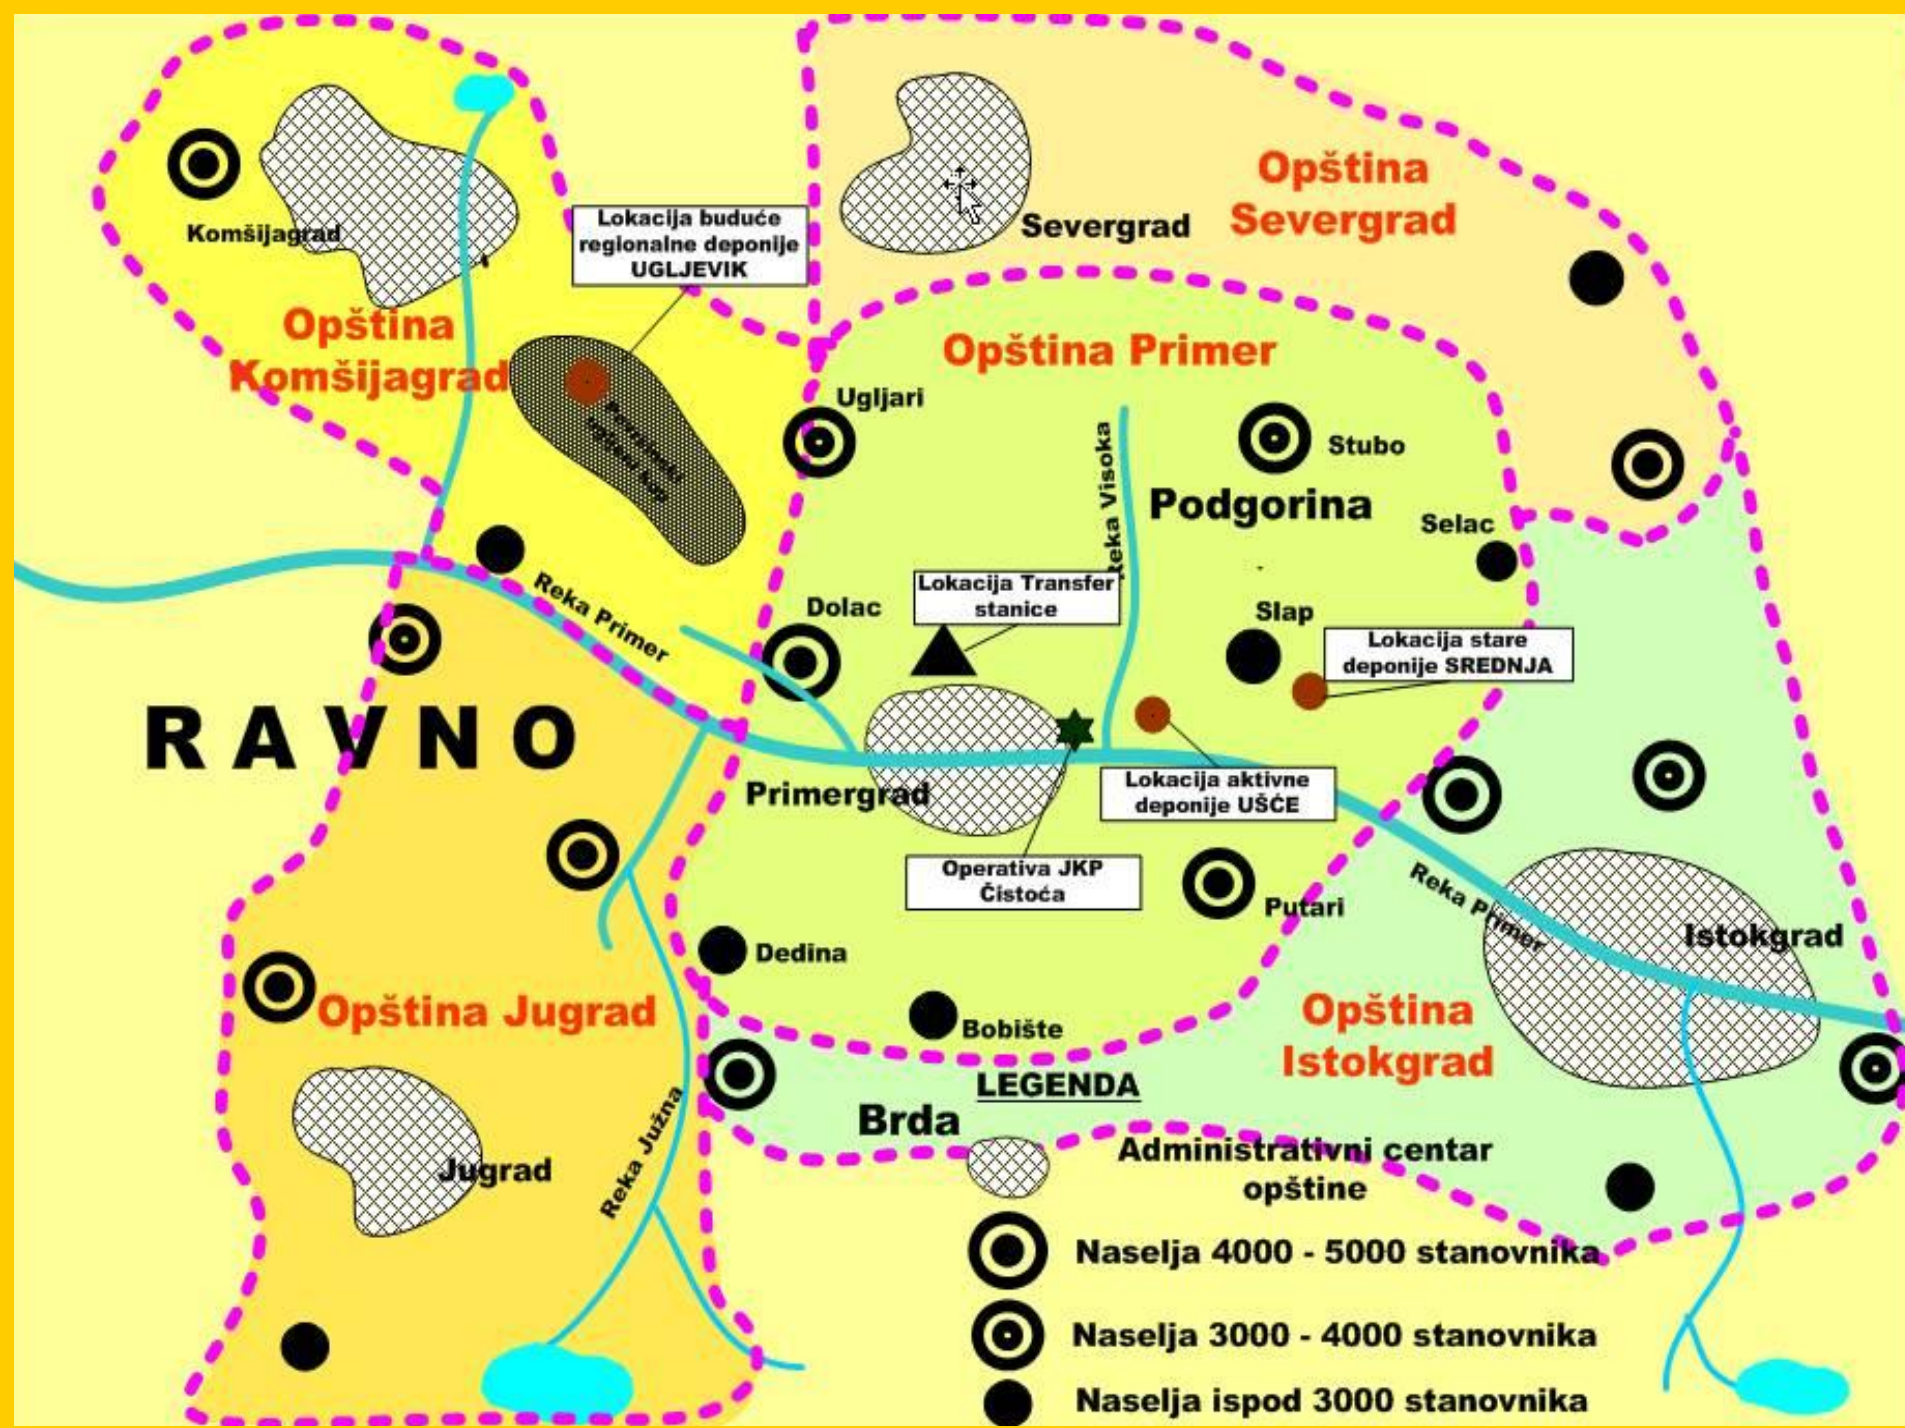 Opština
Severgrad
Severgrad
Komšijagrad
Lokacija buduće
regionalne deponije
UGLJEVIK
Opština
Komšijagrad
Opština Primer
Ugljari
Površinski
ugljeni kop
Reka Visoka
Stubo
Podgorina
Selac
Reka Primer
Dolac
Lokacija Transfer
stanice
Slap
Lokacija stare
deponije SREDNJA
RAVNO
Primergrad
Lokacija aktivne
deponije UŠĆE
Operativa JKP
Čistoća
Putari
Reka Primer
Istokgrad
Dedina
Opština Jugrad
Bobište
Opština
Istokgrad
Brda
Jugrad
Reka Južna
LEGENDA
Administrativni centar
opštine
Naselja 4000 - 5000 stanovnika
Naselja 3000 - 4000 stanovnika
Naselja ispod 3000 stanovnika